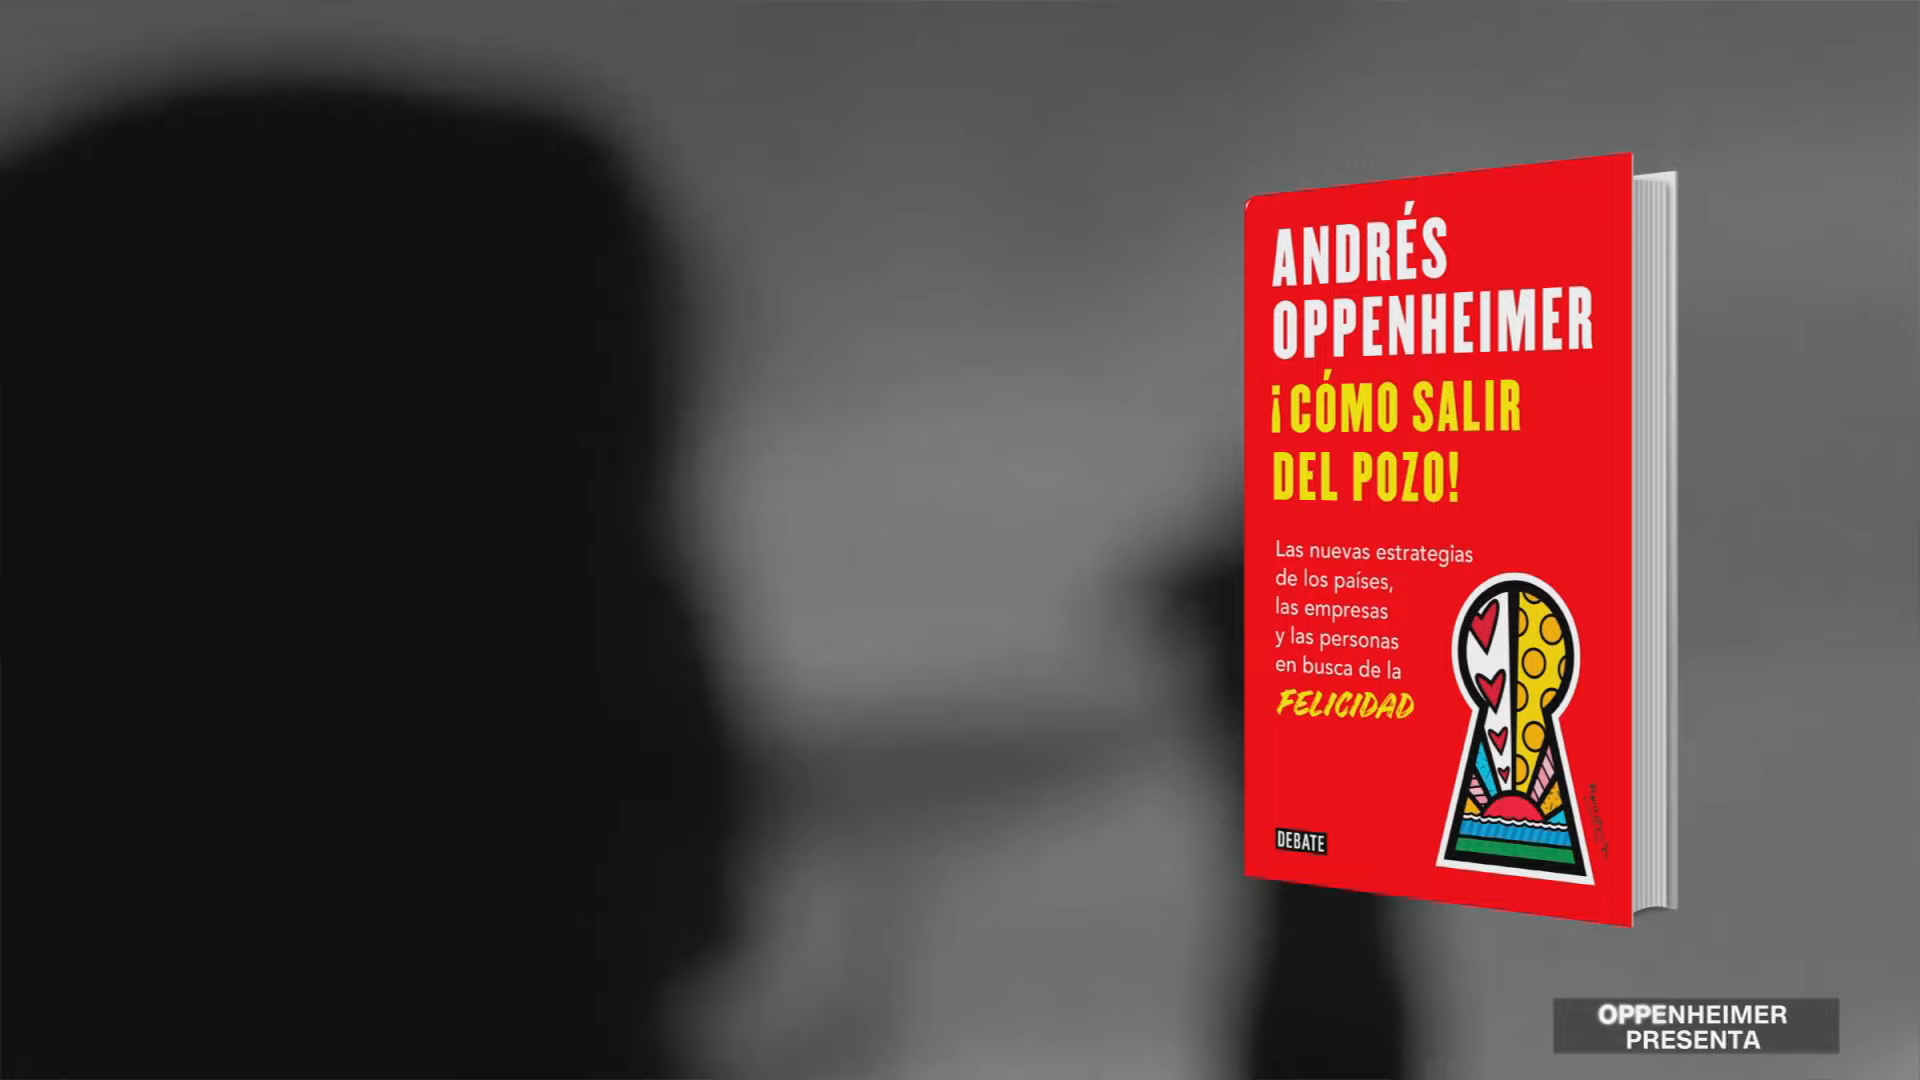 ANDRÉS
OPPENHEIMER
¡CÓMO SALIR
DEL POZO!
Las nuevas estrategias
de los países,
las empresas
y las personas
en busca de la
FELICIDAD
DEBATE
OPPENHEIMER
PRESENTA